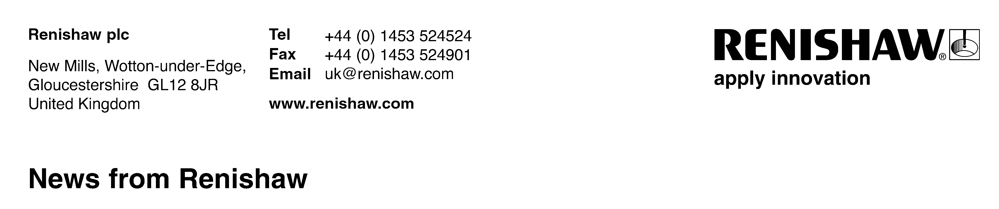 Renishaw plc
New Mills, Wotton-under-Edge,
Gloucestershire GL12 8JR
United Kingdom
Tel +44 (0) 1453 524524
Fax +44 (0) 1453 524901
Email uk@renishaw.com
www.renishaw.com
RENISHAW®
apply innovation
News from Renishaw